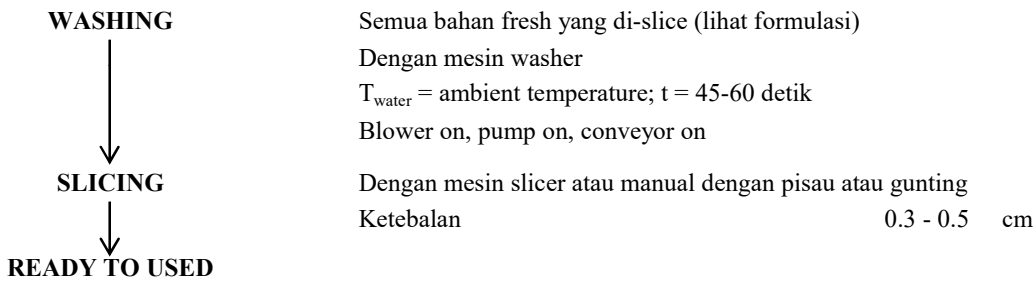 WASHING Semua bahan fresh yang di-slice (lihat formulasi)
Dengan mesin washer
Twater = ambient temperature; t = 45-60 detik
Blower on, pump on, conveyor on
SLICING Dengan mesin slicer atau manual dengan pisau atau gunting
Ketebalan 0.3 - 0.5 cm
READY TO USED